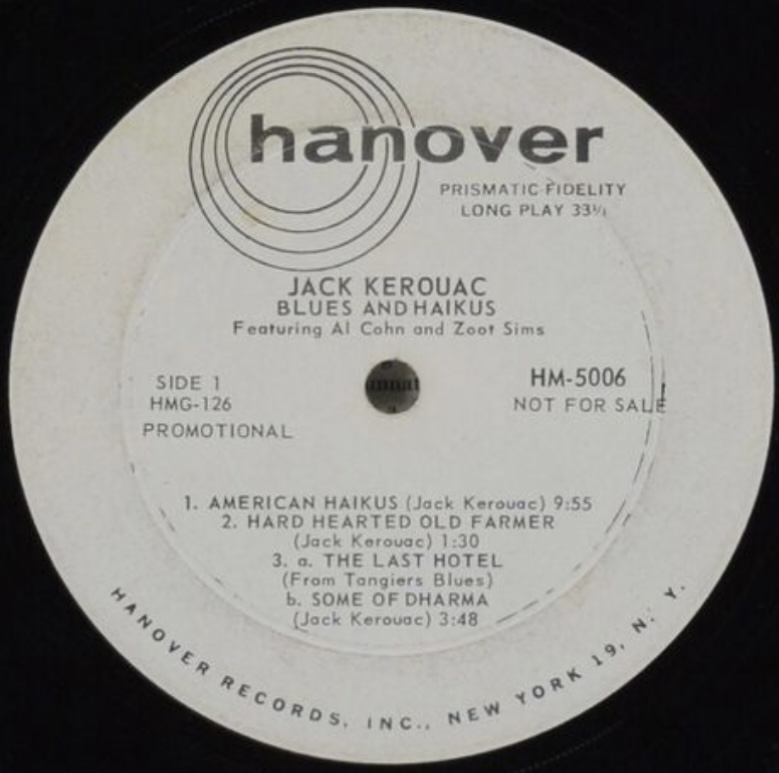 hanover
PRISMATIC FIDELITY
LONG PLAY 33⅓
JACK KEROUAC
BLUES AND HAIKUS
Featuring Al Cohn and Zoot Sims
SIDE 1
HMG-126
PROMOTIONAL
HM-5006
NOT FOR SALE
1. AMERICAN HAIKUS (Jack Kerouac) 9:55
2. HARD HEARTED OLD FARMER
(Jack Kerouac) 1:30
3. a. THE LAST HOTEL
(From Tangiers Blues)
b. SOME OF DHARMA
(Jack Kerouac) 3:48
HANOVER RECORDS, INC., NEW YORK 19, N. Y.